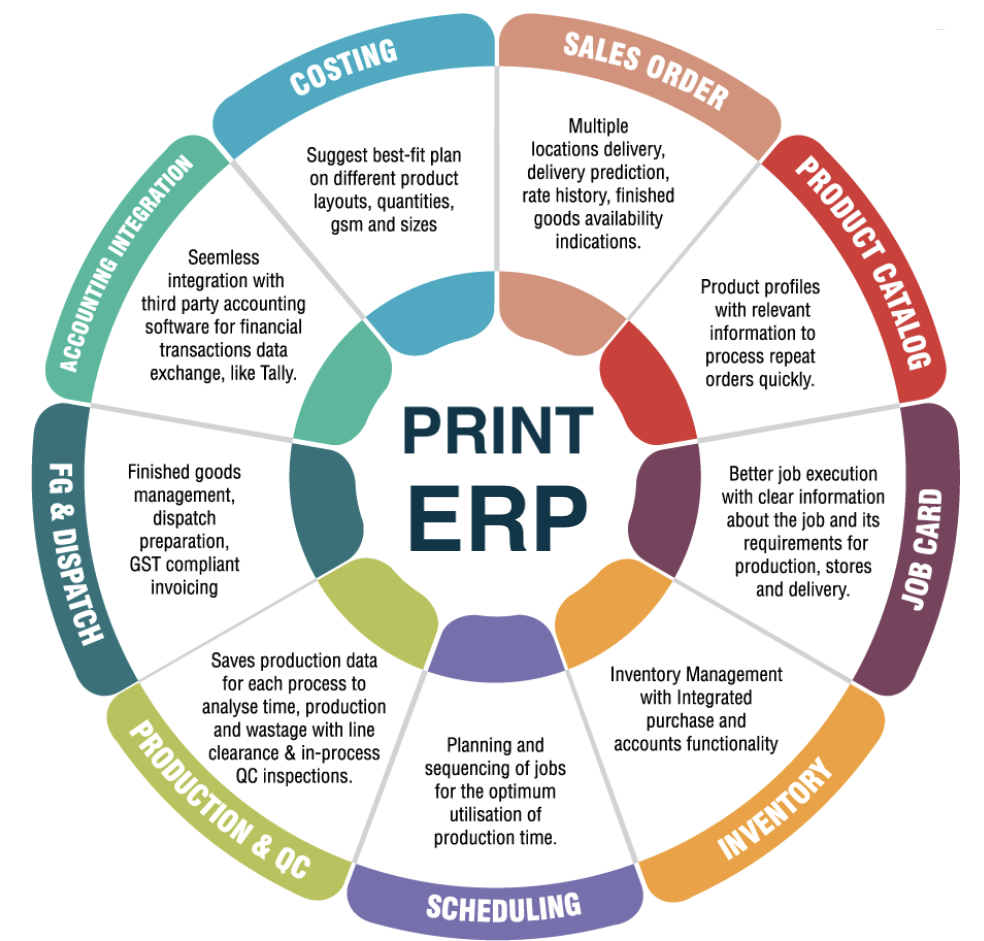 COSTING
Suggest best-fit plan
on different product
layouts, quantities,
gsm and sizes
SALES ORDER
Multiple
locations delivery,
delivery prediction,
rate history, finished
goods availability
indications.
PRODUCT CATALOG
Product profiles
with relevant
information to
process repeat
orders quickly.
JOB CARD
Better job execution
with clear information
about the job and its
requirements for
production, stores
and delivery.
INVENTORY
Inventory Management
with Integrated
purchase and
accounts functionality
SCHEDULING
Planning and
sequencing of jobs
for the optimum
utilisation of
production time.
PRODUCTION & QC
Saves production data
for each process to
analyse time, production
and wastage with line
clearance & in-process
QC inspections.
FG & DISPATCH
Finished goods
management,
dispatch
preparation,
GST compliant
invoicing
ACCOUNTING INTEGRATION
Seemless
integration with
third party accounting
software for financial
transactions data
exchange, like Tally.
PRINT
ERP